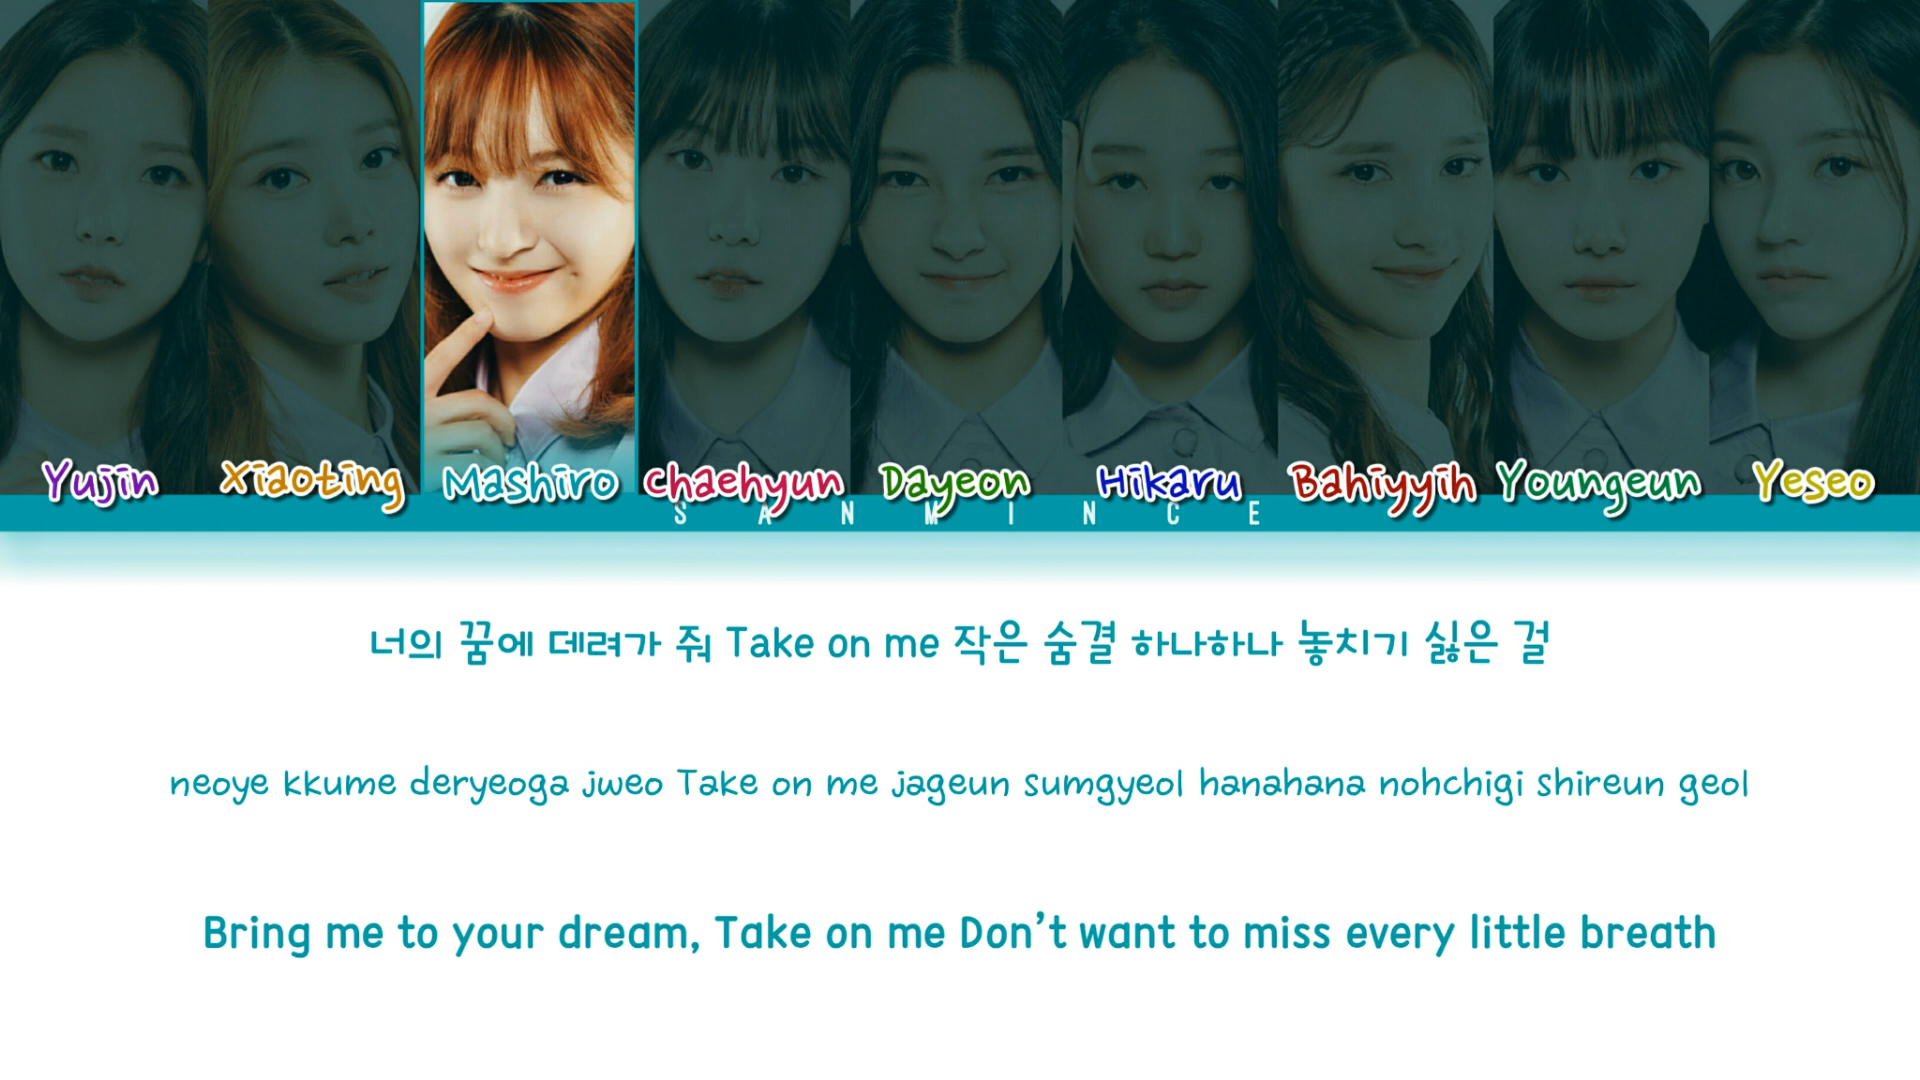 Yujin Xiaoting Mashiro chaehyun Dayeon Hikaru Bahiyyih Youngeun Yeseo
SANMINCE
너의 꿈에 데려가 줘 Take on me 작은 숨결 하나하나 놓치기 싫은 걸
neoye kkume deryeoga jweo Take on me jageun sumgyeol hanahana nohchigi shireun geol
Bring me to your dream, Take on me Don’t want to miss every little breath